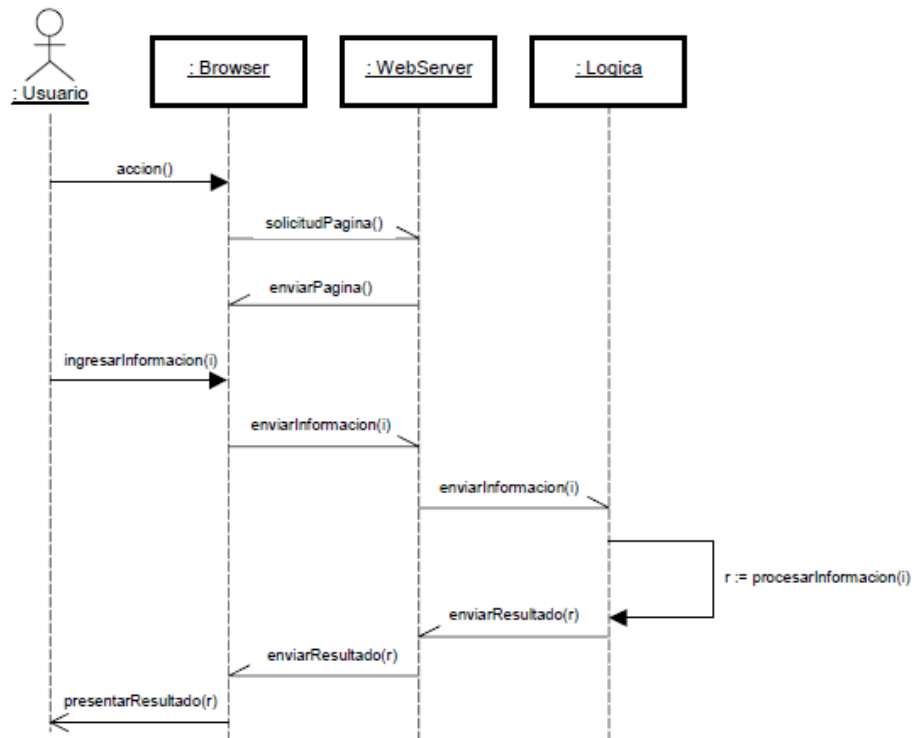 : Usuario
: Browser
: WebServer
: Logica
accion()
solicitudPagina()
enviarPagina()
ingresarInformacion(i)
enviarInformacion(i)
enviarInformacion(i)
r := procesarInformacion(i)
enviarResultado(r)
enviarResultado(r)
presentarResultado(r)